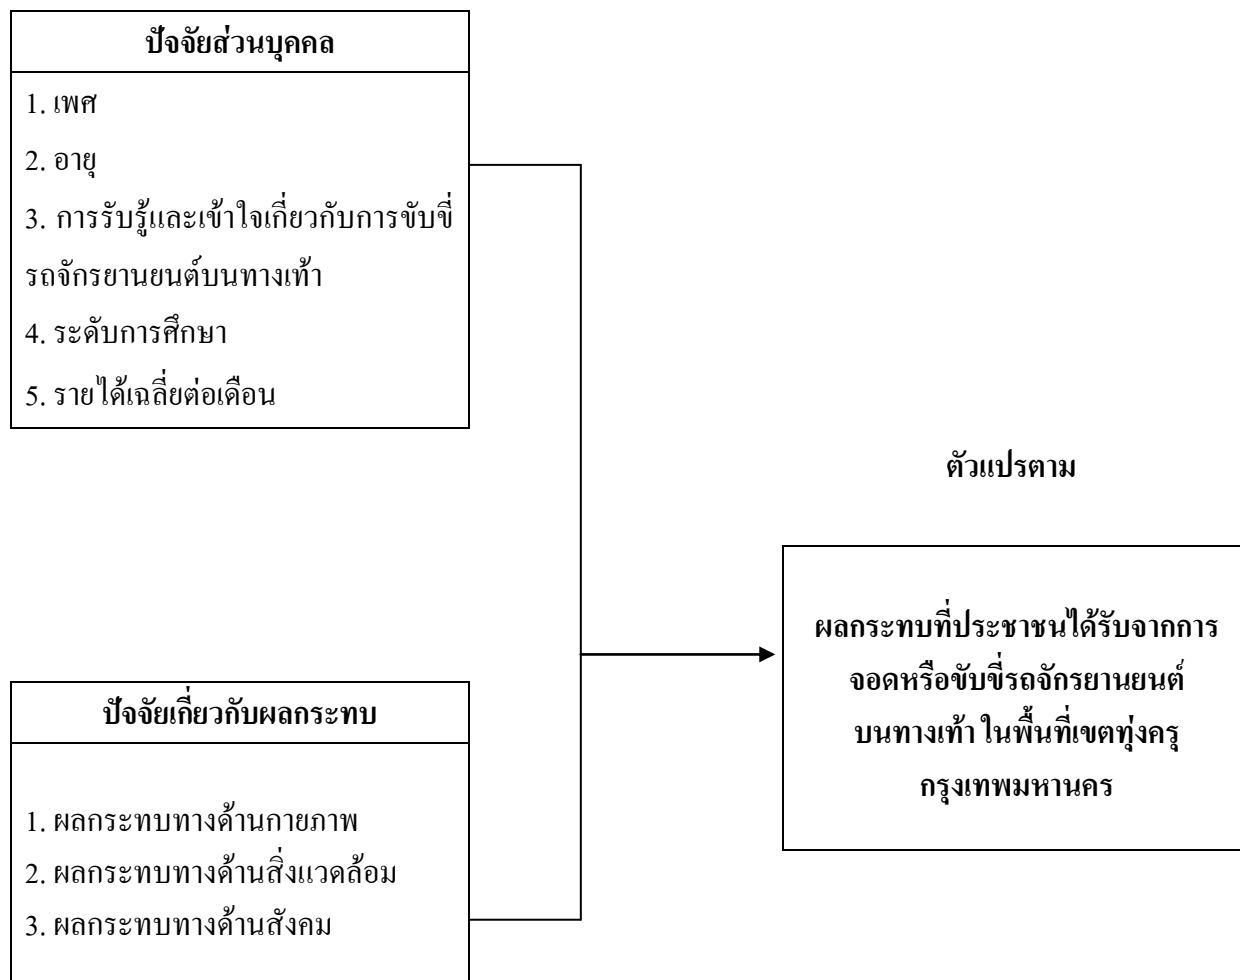 ปัจจัยส่วนบุคคล
1. เพศ
2. อายุ
3. การรับรู้และเข้าใจเกี่ยวกับการขับขี่
รถจักรยานยนต์บนทางเท้า
4. ระดับการศึกษา
5. รายได้เฉลี่ยต่อเดือน
ตัวแปรตาม
ผลกระทบที่ประชาชนได้รับจากการ
จอดหรือขับขี่รถจักรยานยนต์
บนทางเท้า ในพื้นที่เขตทุ่งครุ
กรุงเทพมหานคร
ปัจจัยเกี่ยวกับผลกระทบ
1. ผลกระทบทางด้านกายภาพ
2. ผลกระทบทางด้านสิ่งแวดล้อม
3. ผลกระทบทางด้านสังคม